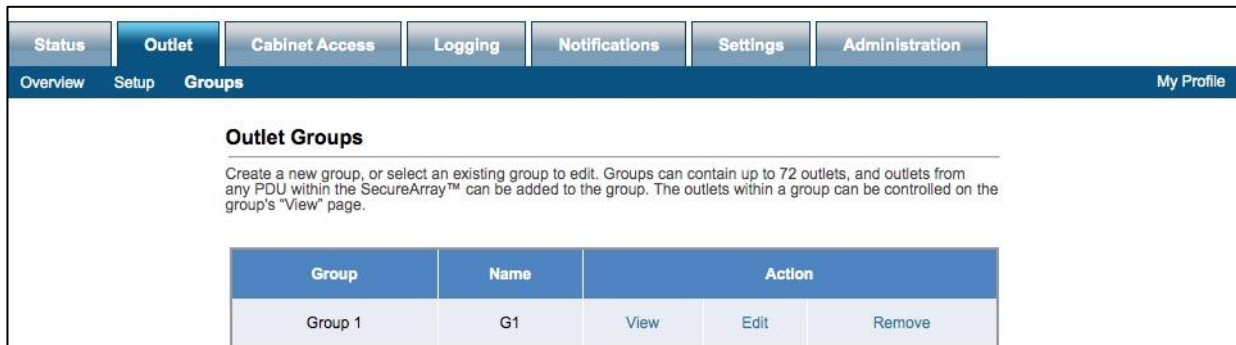 Status Outlet Cabinet Access Logging Notifications Settings Administration
Overview Setup Groups My Profile
Outlet Groups
Create a new group, or select an existing group to edit. Groups can contain up to 72 outlets, and outlets from
any PDU within the SecureArray™ can be added to the group. The outlets within a group can be controlled on the
group's "View" page.
Group Name Action
Group 1 G1 View Edit Remove